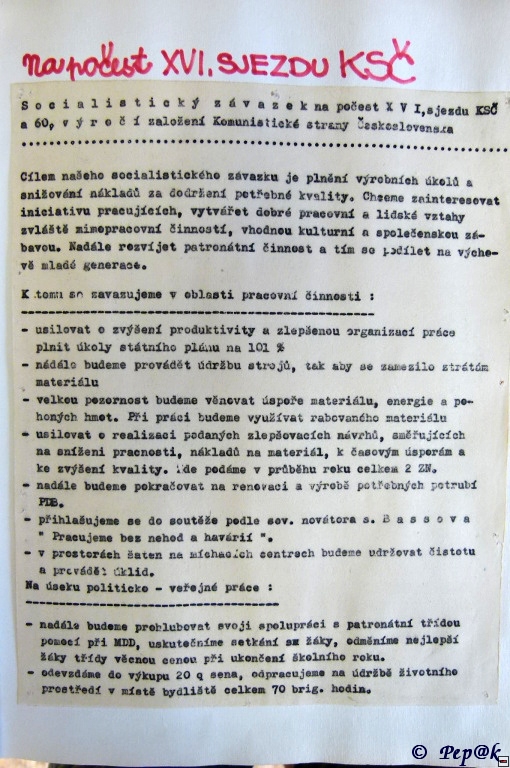 Na počest XVI. SJEZDU KSČ
Socialistický závazek na počest XVI, sjezdu KSČ
a 60, výročí založení Komunistické strany Československa
Cílem našeho socialistického závazku je plnění výrobních úkolů a
snižování nákladů za dodržení potřebné kvality. Chceme zainteresovat
iniciativu pracujících, vytvářet dobré pracovní a lidské vztahy
zvláště mimopracovní činností, vhodnou kulturní a společenskou zá-
bavou. Nadále rozvíjet patronátní činnost a tím se podílet na výcho-
vě mladé generace.
K tomu se zavazujeme v oblasti pracovní činnosti :
- usilovat o zvýšení produktivity a zlepšenou organizací práce
plnit úkoly státního plánu na 101 %
- nádále budeme provádět údržbu strojů, tak aby se zamezilo ztrátám
materiálu
- velkou pozornost budeme věnovat úspoře materiálu, energie a po-
honých hmot. Při práci budeme využívat rabovaného materiálu
- usilovat o realizaci podaných zlepšovacích návrhů, směřujících
na sníženi pracnosti, nákladů na materiál, k časovým úsporám a
ke zvýšení kvality. Zde podáme v průběhu roku celkem 2 ZN.
- nadále budeme pokračovat na renovaci a výrobě potřebných potrubí
PDB.
- přihlašujeme se do soutěže podle sov. novátora s. Bassova
" Pracujeme bez nehod a havárií ".
- v prostorách šaten na míchacích centrech budeme udržovat čistotu
a provádět úklid.
Na úseku politicko - veřejné práce :
- nadále budeme prohlubovat svoji spolupráci s patronátní třídou
pomocí při MDD, uskutečníme setkání sx žáky, odměníme nejlepší
žáky třídy věcnou cenou při ukončení školního roku.
- odevzdáme do výkupu 20 q sena, odpracujeme na údržbě životního
prostředí v místě bydliště celkem 70 brig. hodin.
© Pep@k